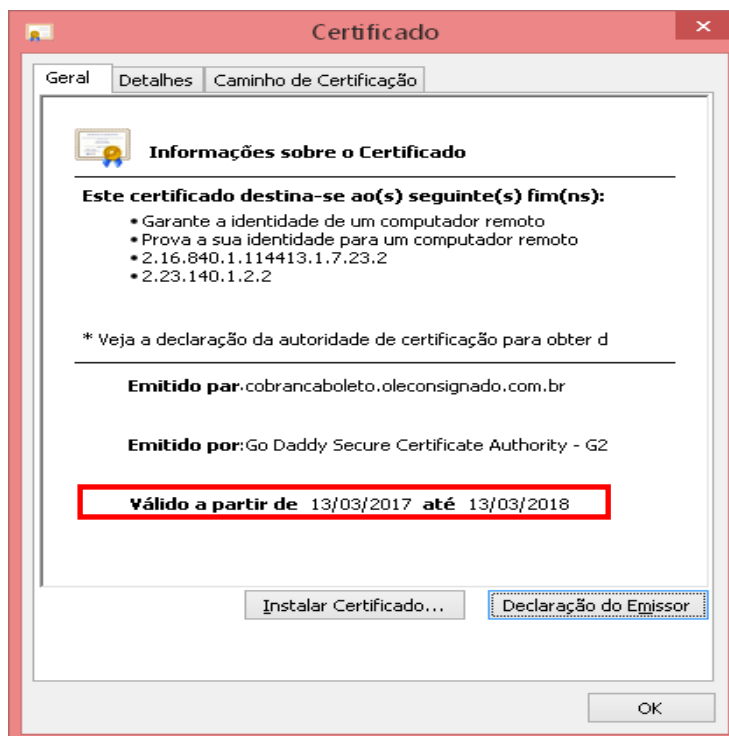 Certificado
Geral Detalhes Caminho de Certificação
Informações sobre o Certificado
Este certificado destina-se ao(s) seguinte(s) fim(ns):
• Garante a identidade de um computador remoto
• Prova a sua identidade para um computador remoto
• 2.16.840.1.114413.1.7.23.2
• 2.23.140.1.2.2
* Veja a declaração da autoridade de certificação para obter d
Emitido par. cobrancaboleto.oleconsignado.com.br
Emitido por: Go Daddy Secure Certificate Authority - G2
Válido a partir de 13/03/2017 até 13/03/2018
Instalar Certificado... Declaração do Emissor
OK